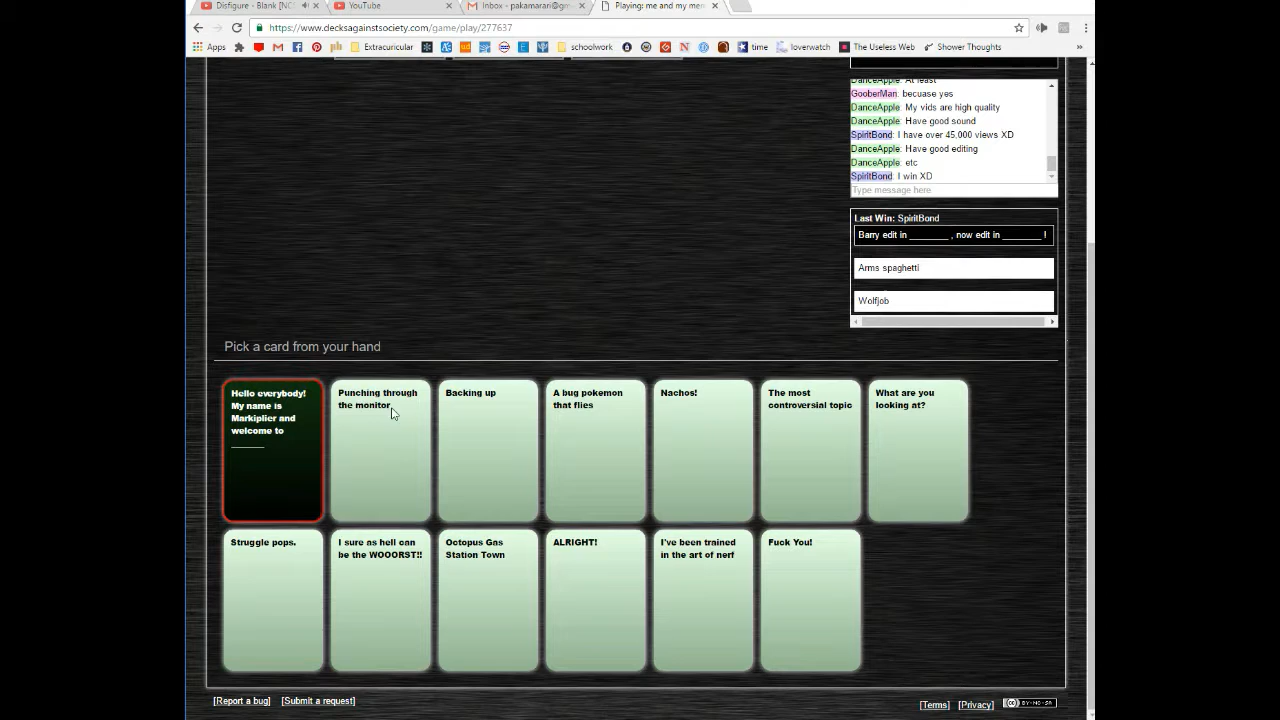 Disfigure - Blank [NC
YouTube
Inbox - pakamarari@gm
Playing: me and my mem
https://www.decksagainstsociety.com/game/play/277637
Apps
Extracurricular
schoolwork
time
loverwatch
The Useless Web
Shower Thoughts
»
DanceApple: At least
GooberMan: becuase yes
DanceApple: My vids are high quality
DanceApple: Have good sound
SpiritBond: I have over 45,000 views XD
DanceApple: Have good editing
DanceApple: etc
SpiritBond: I win XD
Type message here
Last Win: SpiritBond
Barry edit in ________ , now edit in ________ !
Arms spaghetti
Wolfjob
Pick a card from your hand
Hello everybody!
My name is
Markiplier and
welcome to
_______
Punching through
the monitor
Backing up
A bug pokemon
that flies
Nachos!
The most
controversial topic
What are you
looking at?
Struggle pops.
I sure as hell can
be the WOOORST!!
Octopus Gas
Station Town
ALRIGHT!
I've been trained
in the art of nerf
Fuck You!
[Report a bug]
[Submit a request]
[Terms]
[Privacy]
BY-NC-SA